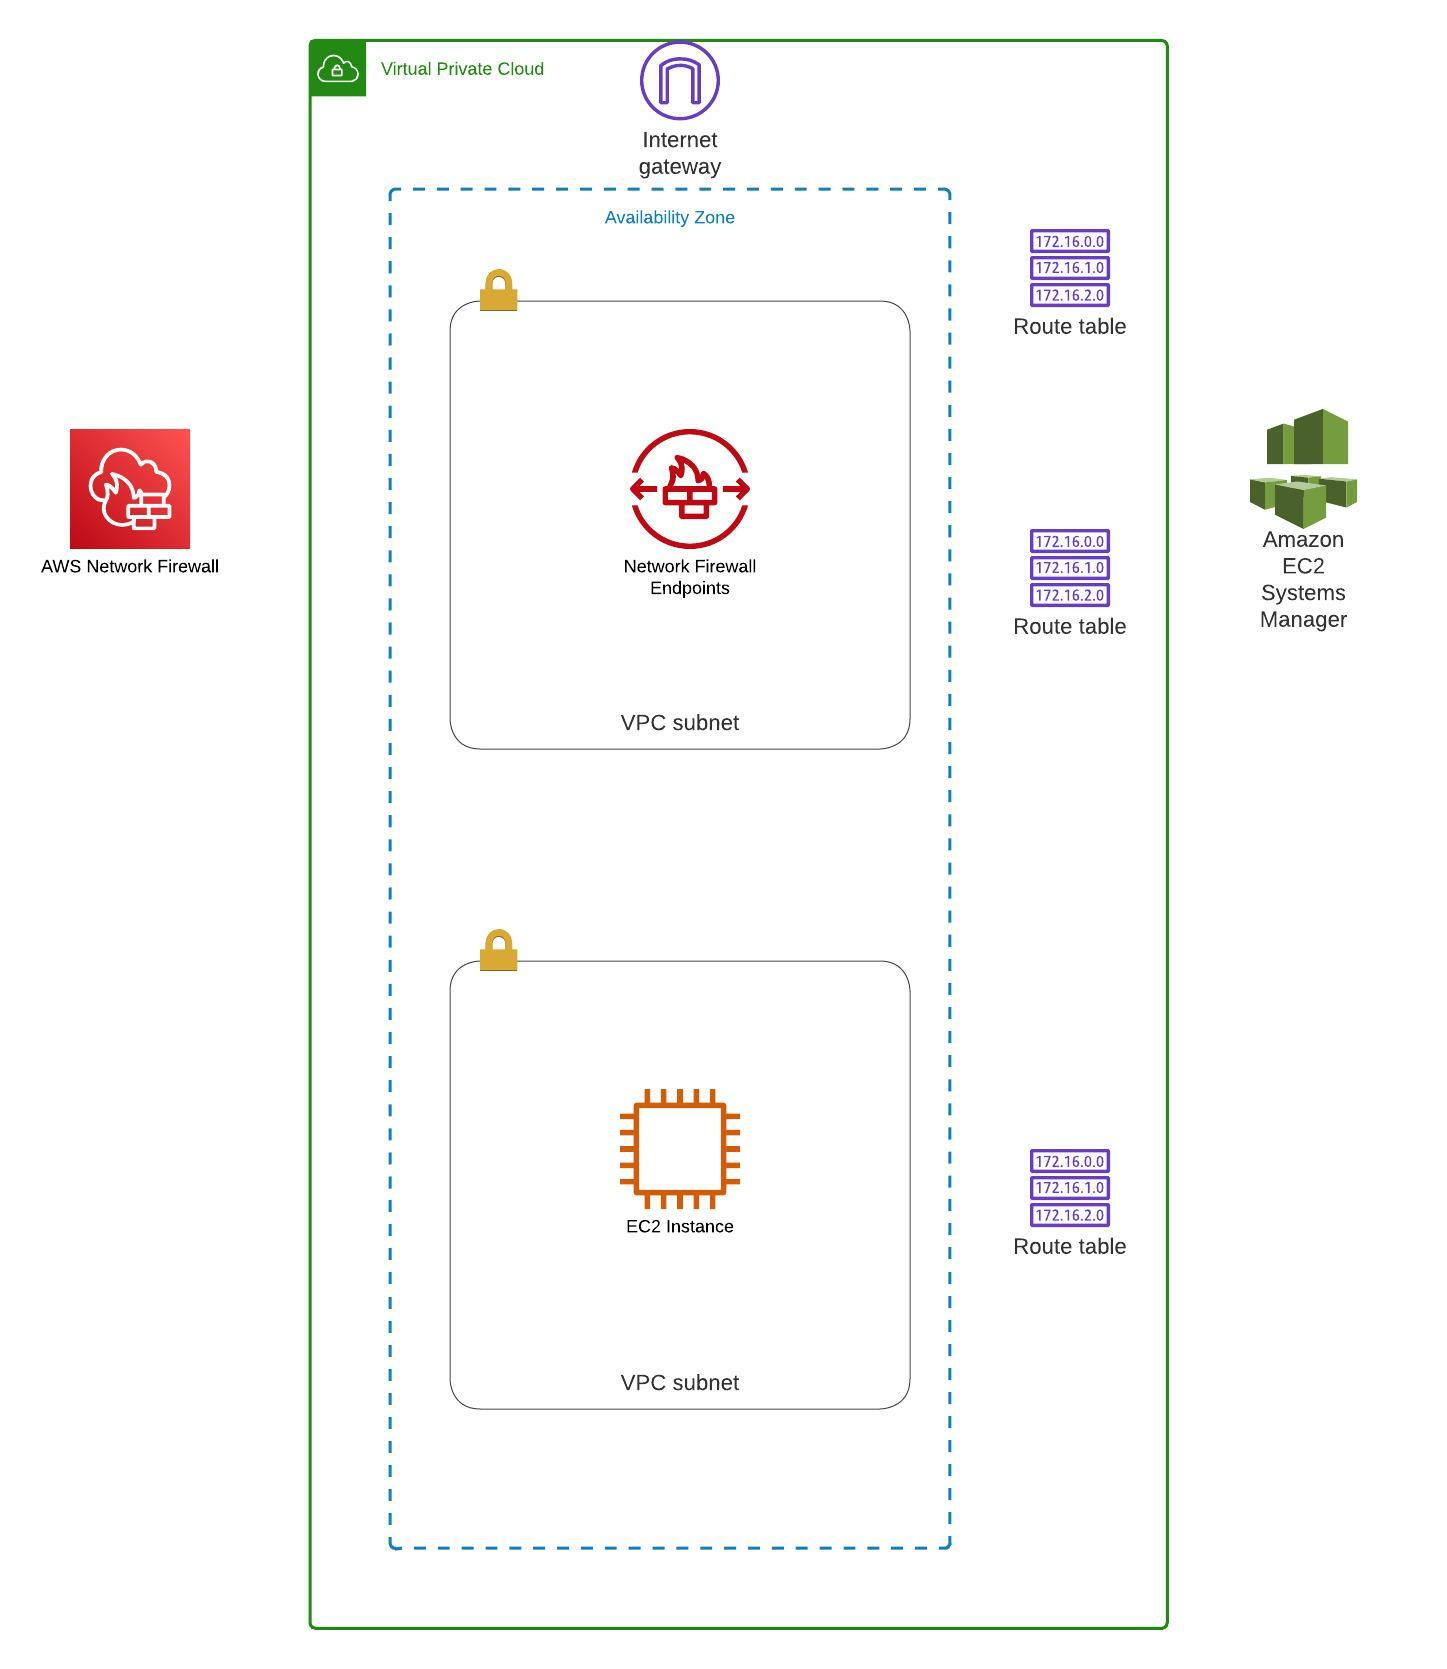 Virtual Private Cloud
Internet
gateway
Availability Zone
172.16.0.0
172.16.1.0
172.16.2.0
Route table
AWS Network Firewall
Network Firewall
Endpoints
172.16.0.0
172.16.1.0
172.16.2.0
Route table
Amazon
EC2
Systems
Manager
VPC subnet
EC2 Instance
172.16.0.0
172.16.1.0
172.16.2.0
Route table
VPC subnet